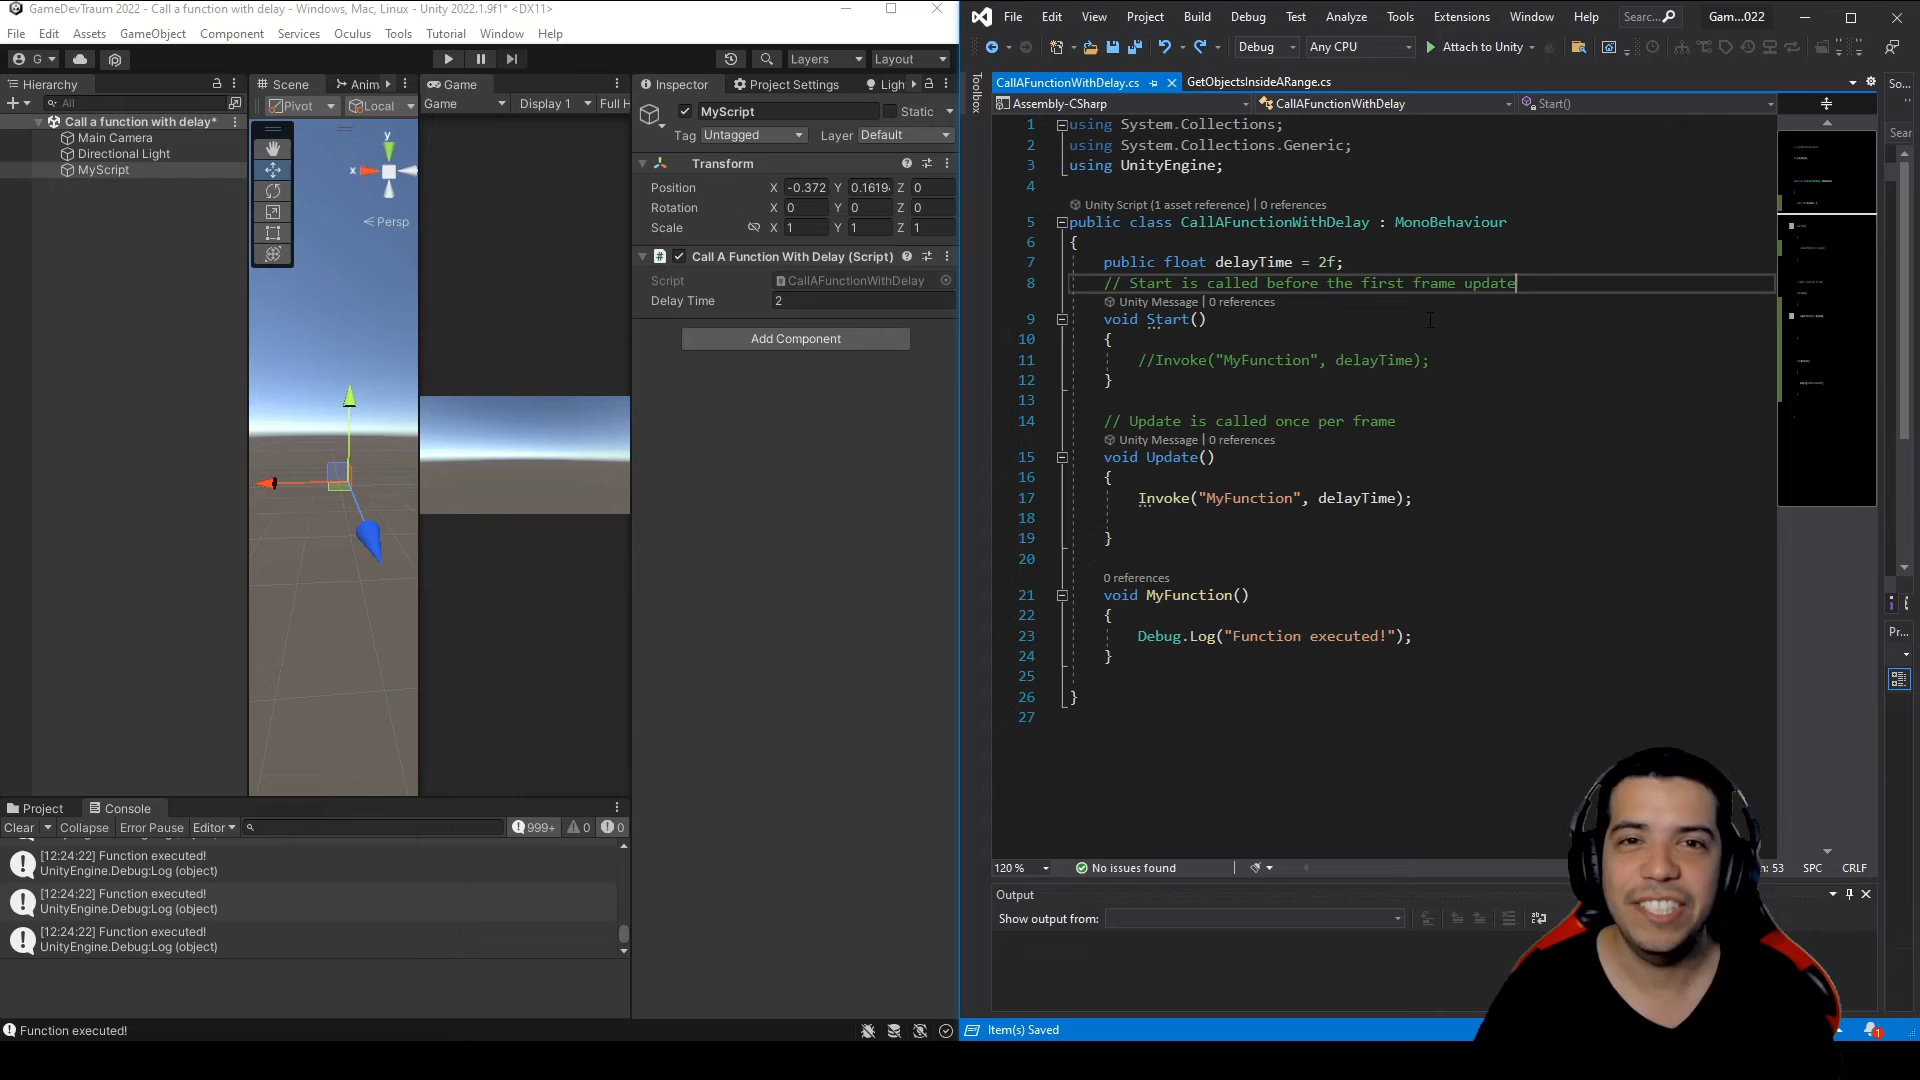 GameDevTraum 2022 - Call a function with delay - Windows, Mac, Linux - Unity 2022.1.9f1* <DX11>
File Edit Assets GameObject Component Services Oculus Tools Tutorial Window Help
G Layers Layout
Hierarchy
All
Call a function with delay*
Main Camera
Directional Light
MyScript
Scene Anim
Pivot Local
y
x
Persp
Game
Game Display 1 Full H
Inspector Project Settings Ligh
MyScript Static
Tag Untagged Layer Default
Transform
Position X -0.372 Y 0.1619 Z 0
Rotation X 0 Y 0 Z 0
Scale X 1 Y 1 Z 1
Call A Function With Delay (Script)
Script CallAFunctionWithDelay
Delay Time 2
Add Component
Project Console
Clear Collapse Error Pause Editor 999+ 0 0
[12:24:22] Function executed!
UnityEngine.Debug:Log (object)
[12:24:22] Function executed!
UnityEngine.Debug:Log (object)
[12:24:22] Function executed!
UnityEngine.Debug:Log (object)
Function executed!
File Edit View Project Build Debug Test Analyze Tools Extensions Window Help Searc... Gam...022
Debug Any CPU Attach to Unity
Toolbox
CallAFunctionWithDelay.cs GetObjectsInsideARange.cs
Assembly-CSharp CallAFunctionWithDelay Start()
1 using System.Collections;
2 using System.Collections.Generic;
3 using UnityEngine;
4
Unity Script (1 asset reference) | 0 references
5 public class CallAFunctionWithDelay : MonoBehaviour
6 {
7 public float delayTime = 2f;
8 // Start is called before the first frame update
Unity Message | 0 references
9 void Start()
10 {
11 //Invoke("MyFunction", delayTime);
12 }
13
14 // Update is called once per frame
Unity Message | 0 references
15 void Update()
16 {
17 Invoke("MyFunction", delayTime);
18
19 }
20
0 references
21 void MyFunction()
22 {
23 Debug.Log("Function executed!");
24 }
25
26 }
27
120 % No issues found : 53 SPC CRLF
Output
Show output from:
Item(s) Saved
1
So...
Sear
Pr...